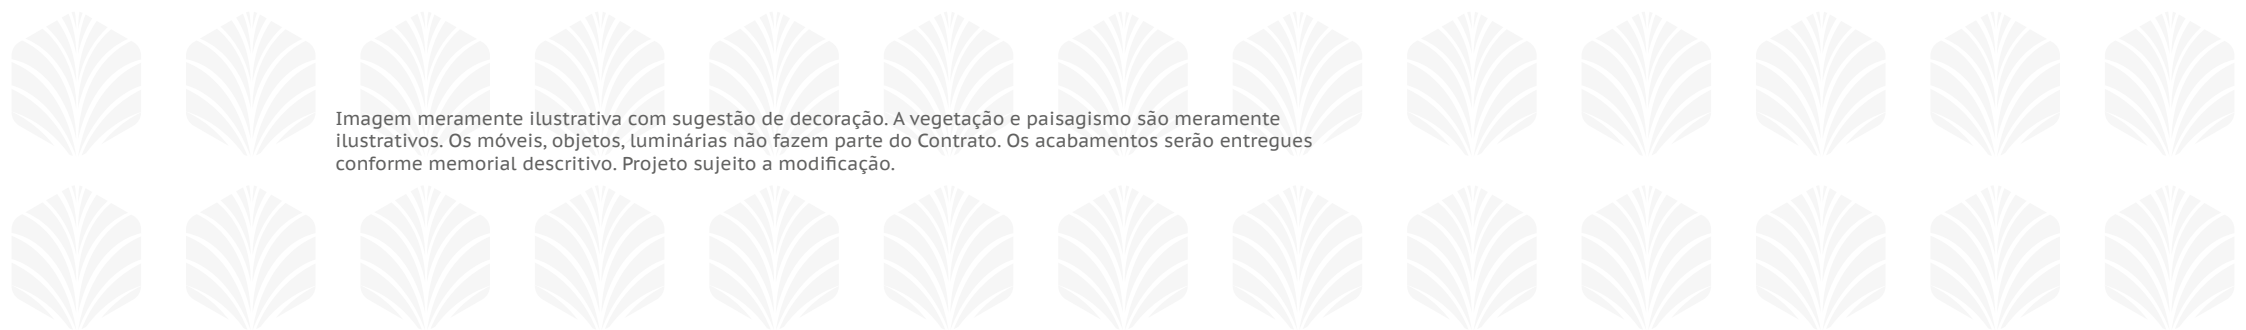 Imagem meramente ilustrativa com sugestão de decoração. A vegetação e paisagismo são meramente
ilustrativos. Os móveis, objetos, luminárias não fazem parte do Contrato. Os acabamentos serão entregues
conforme memorial descritivo. Projeto sujeito a modificação.